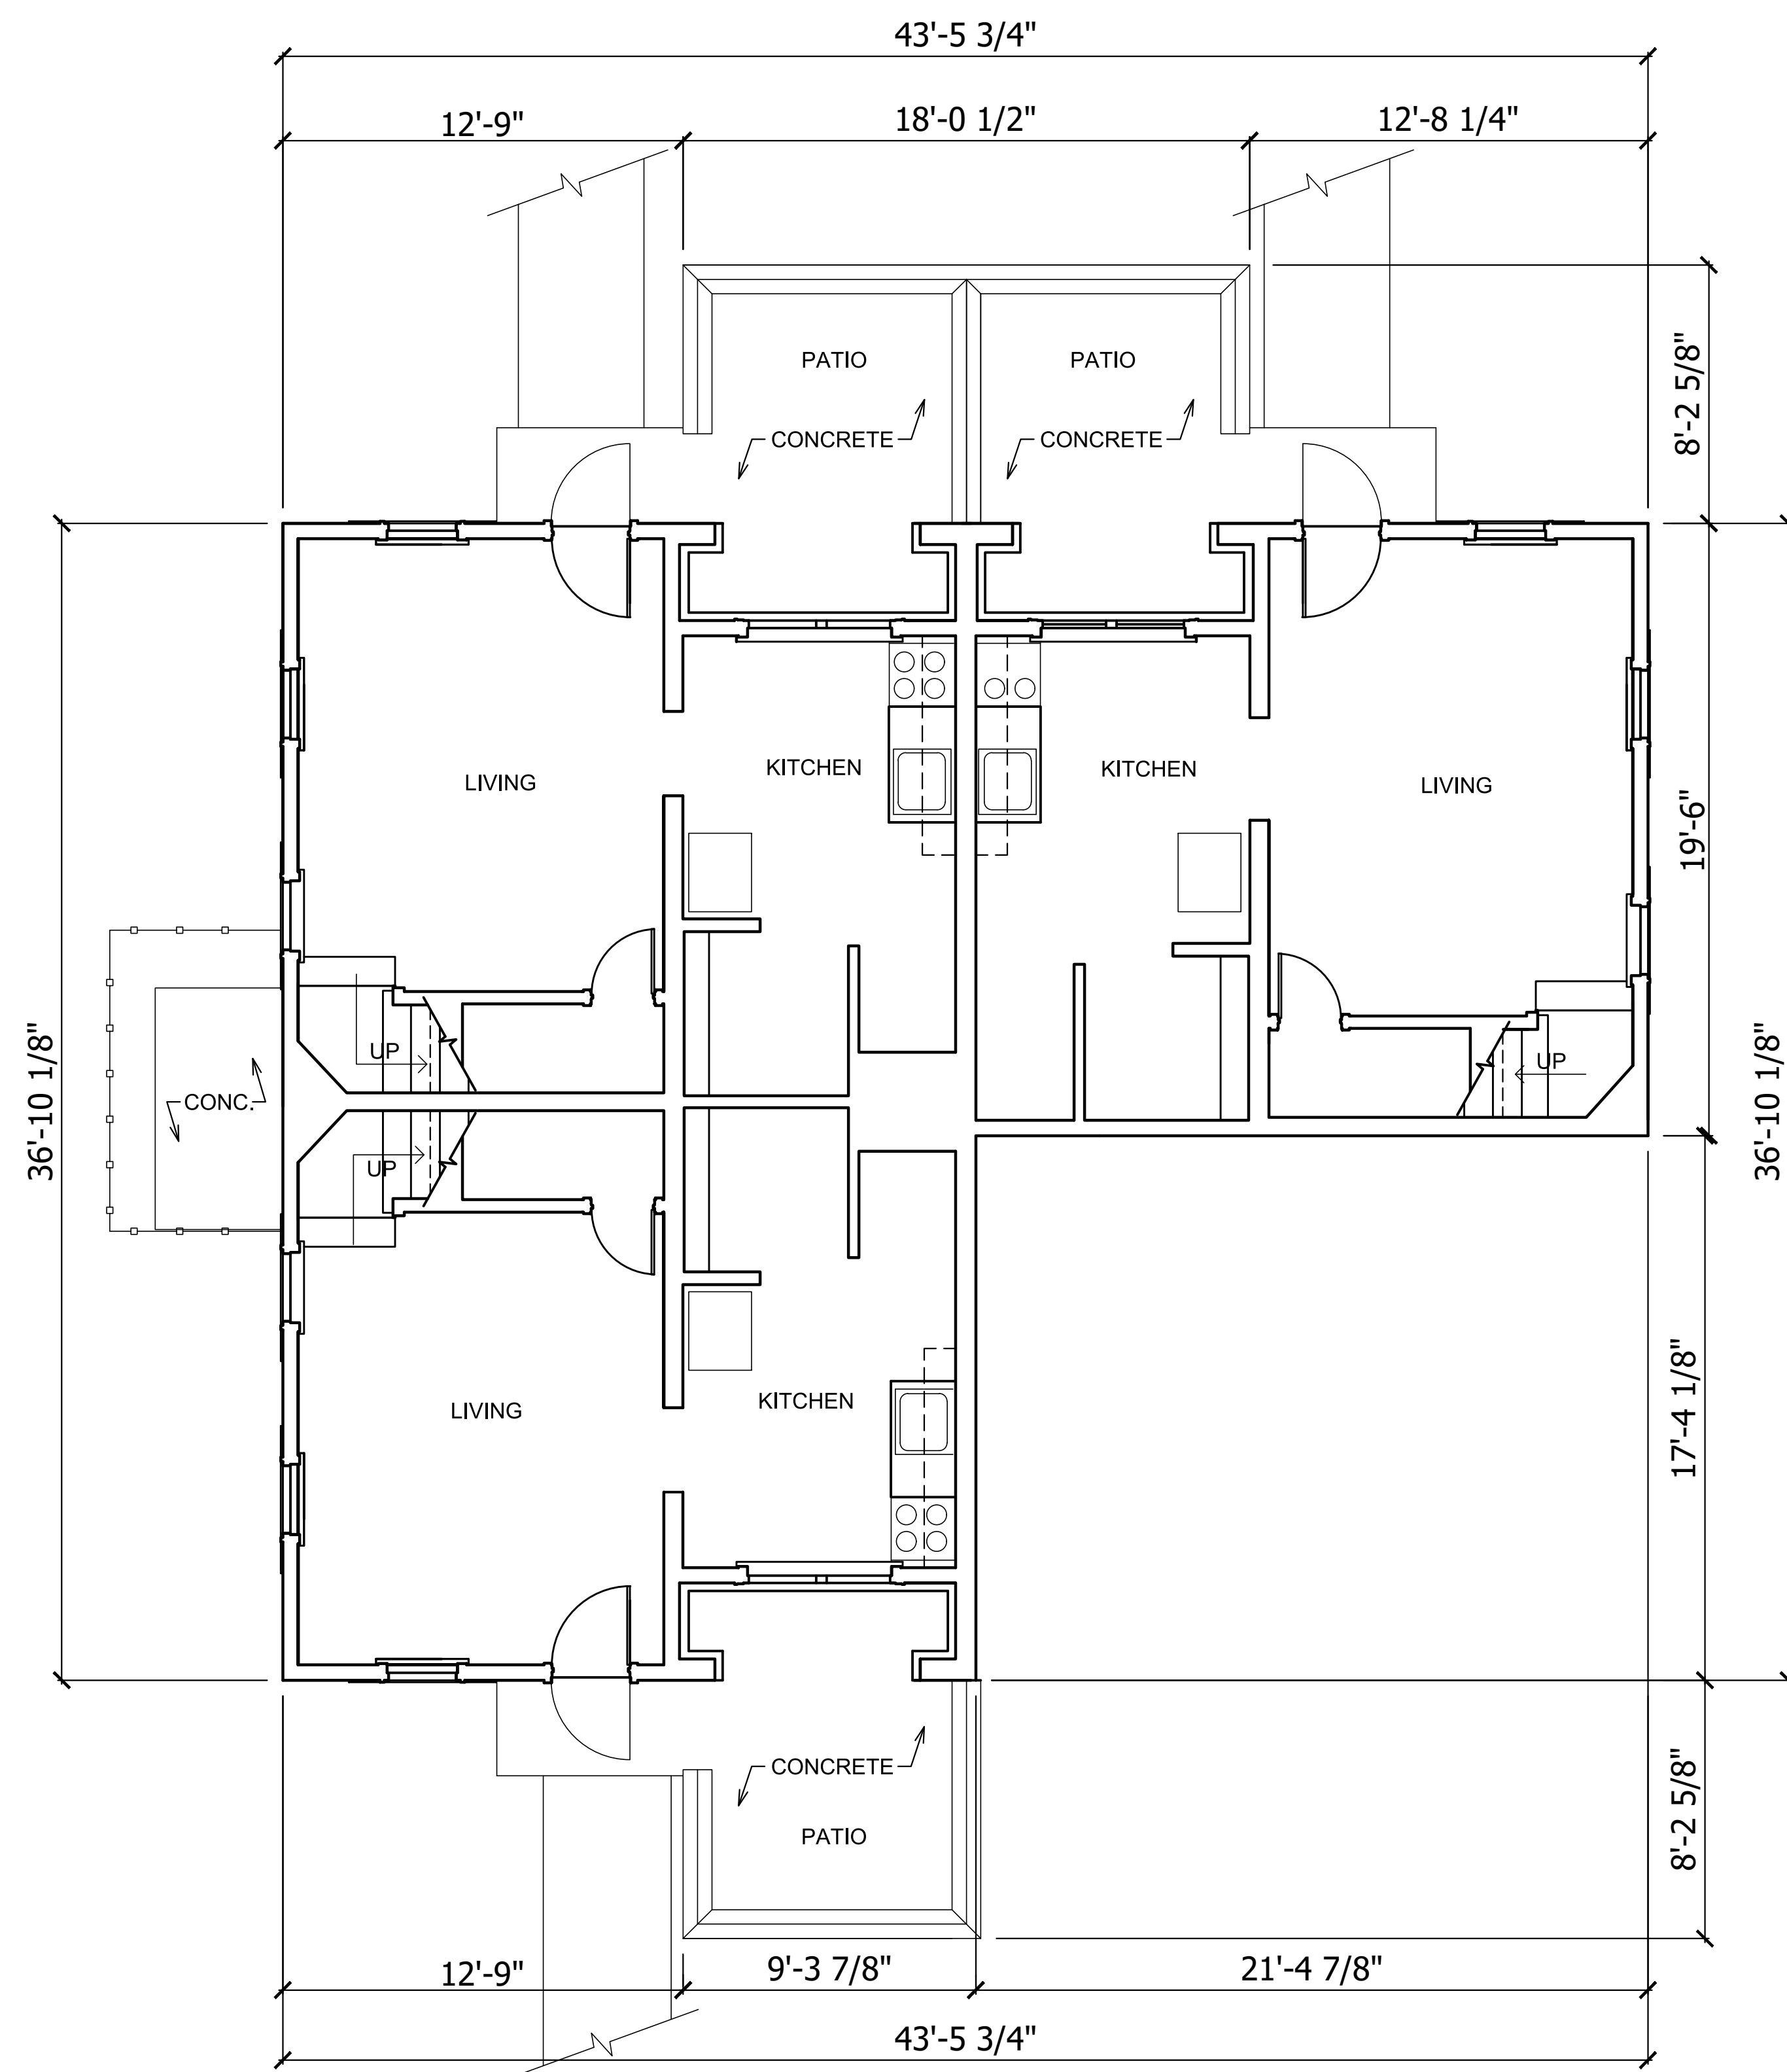 43'-5 3/4"
12'-9"
18'-0 1/2"
12'-8 1/4"
PATIO
PATIO
8'-2 5/8"
CONCRETE
CONCRETE
LIVING
KITCHEN
KITCHEN
LIVING
19'-6"
UP
UP
CONC.
36'-10 1/8"
36'-10 1/8"
UP
LIVING
KITCHEN
17'-4 1/8"
CONCRETE
PATIO
8'-2 5/8"
12'-9"
9'-3 7/8"
21'-4 7/8"
43'-5 3/4"